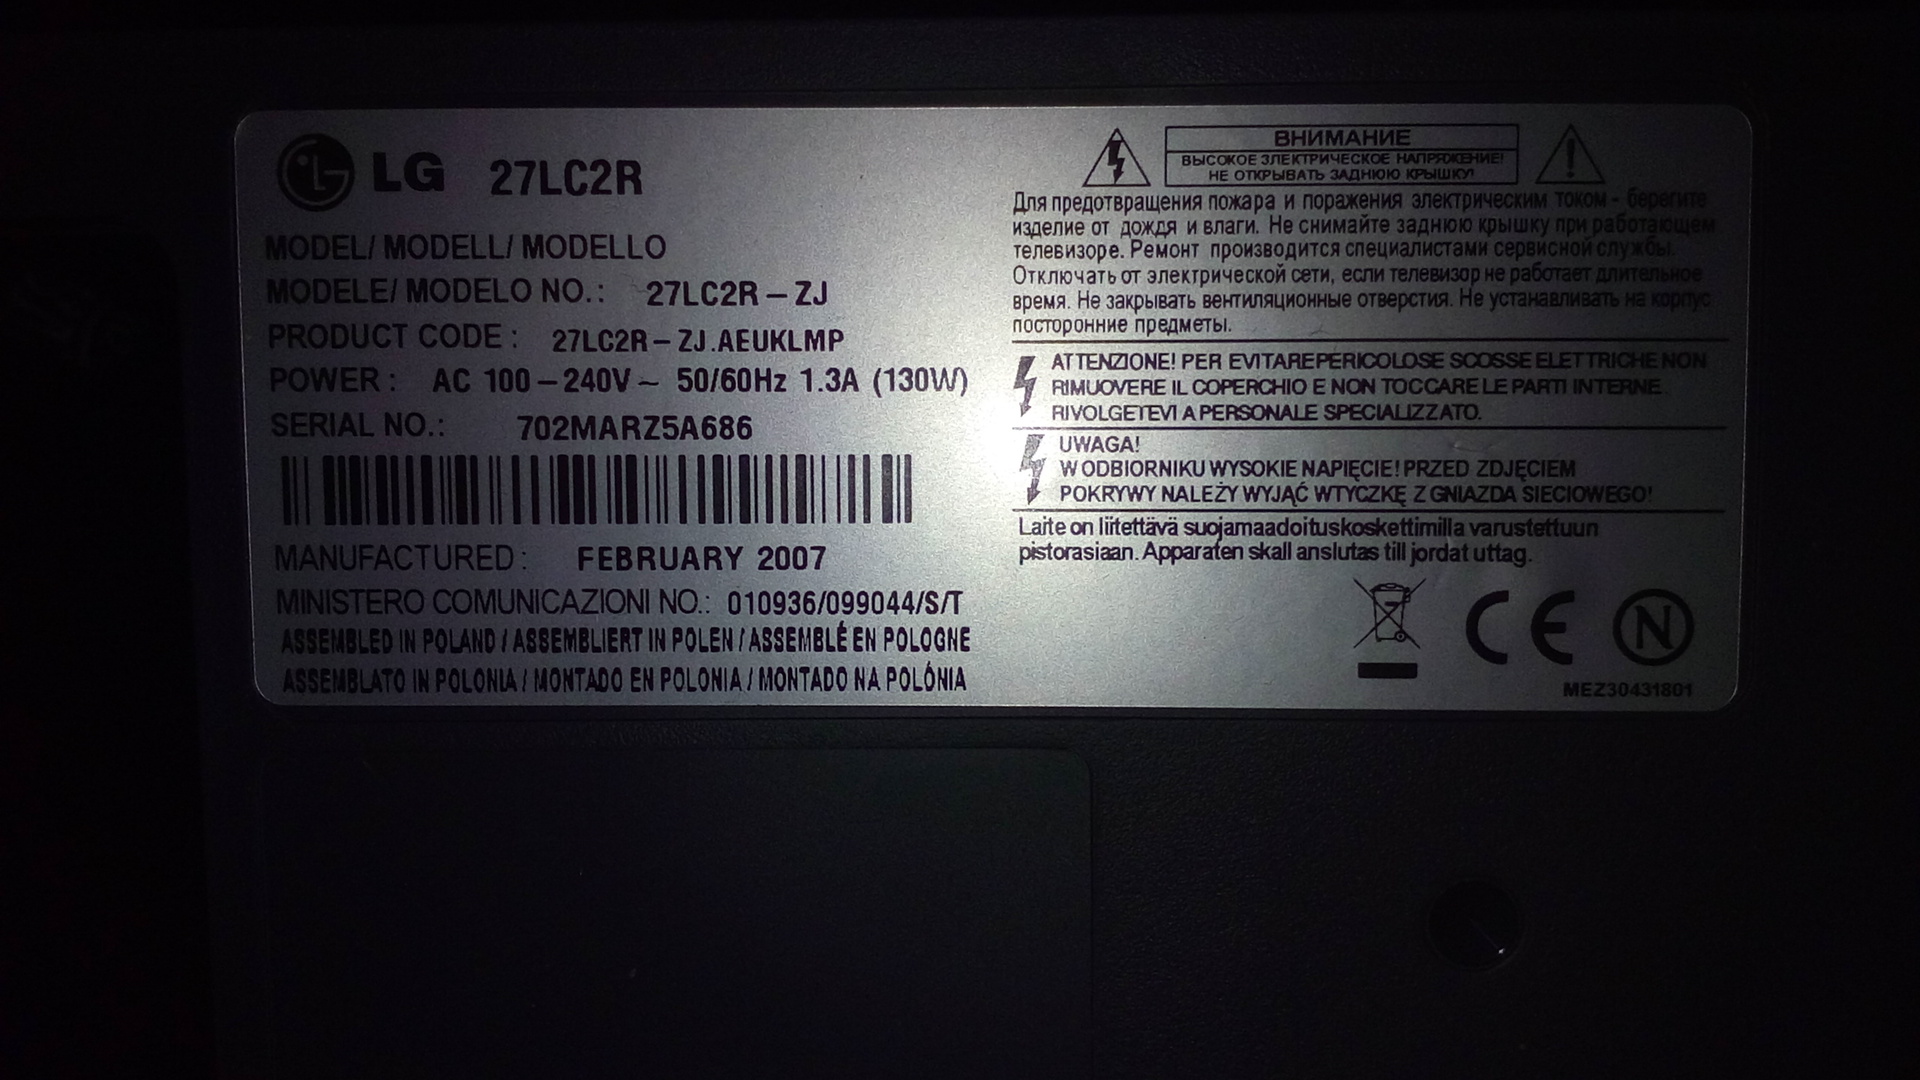 LG 27LC2R
MODEL/ MODELL/ MODELLO
MODELE/ MODELO NO.: 27LC2R-ZJ
PRODUCT CODE: 27LC2R-ZJ.AEUKLMP
POWER: AC 100-240V~ 50/60Hz 1.3A (130W)
SERIAL NO.: 702MARZ5A686
MANUFACTURED: FEBRUARY 2007
MINISTERO COMUNICAZIONI NO.: 010936/099044/S/T
ASSEMBLED IN POLAND / ASSEMBLIERT IN POLEN / ASSEMBLÉ EN POLOGNE
ASSEMBLATO IN POLONIA / MONTADO EN POLONIA / MONTADO NA POLÓNIA
ВНИМАНИЕ
ВЫСОКОЕ ЭЛЕКТРИЧЕСКОЕ НАПРЯЖЕНИЕ!
НЕ ОТКРЫВАТЬ ЗАДНЮЮ КРЫШКУ!
Для предотвращения пожара и поражения электрическим током - берегите
изделие от дождя и влаги. Не снимайте заднюю крышку при работающем
телевизоре. Ремонт производится специалистами сервисной службы.
Отключать от электрической сети, если телевизор не работает длительное
время. Не закрывать вентиляционные отверстия. Не устанавливать на корпус
посторонние предметы.
ATTENZIONE! PER EVITARE PERICOLOSE SCOSSE ELETTRICHE NON
RIMUOVERE IL COPERCHIO E NON TOCCARE LE PARTI INTERNE.
RIVOLGETEVI A PERSONALE SPECIALIZZATO.
UWAGA!
W ODBIORNIKU WYSOKIE NAPIĘCIE! PRZED ZDJĘCIEM
POKRYWY NALEŻY WYJĄĆ WTYCZKĘ Z GNIAZDA SIECIOWEGO!
Laite on liitettävä suojamaadoituskoskettimilla varustettuun
pistorasiaan. Apparaten skall anslutas till jordat uttag.
CE N
MEZ30431801